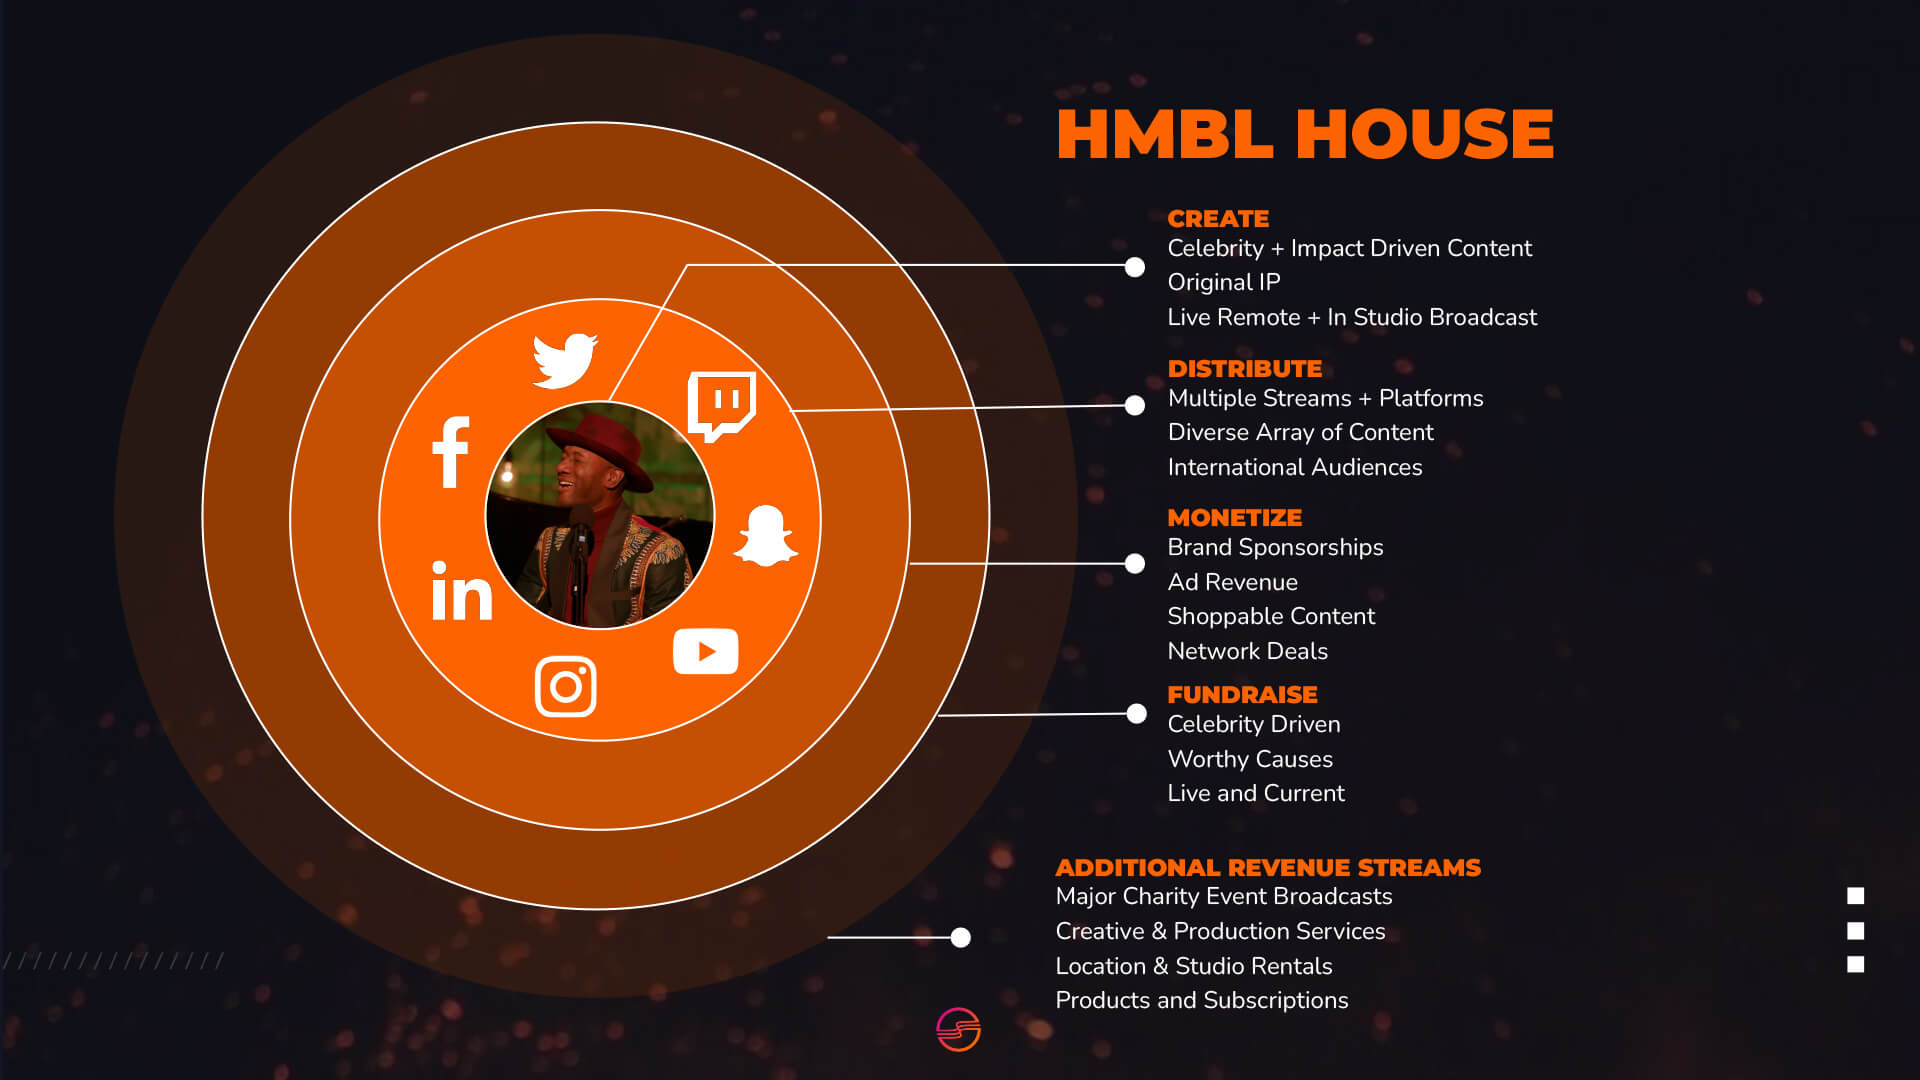 HMBL HOUSE
CREATE
Celebrity + Impact Driven Content
Original IP
Live Remote + In Studio Broadcast
DISTRIBUTE
Multiple Streams + Platforms
Diverse Array of Content
International Audiences
MONETIZE
Brand Sponsorships
Ad Revenue
Shoppable Content
Network Deals
FUNDRAISE
Celebrity Driven
Worthy Causes
Live and Current
ADDITIONAL REVENUE STREAMS
Major Charity Event Broadcasts
Creative & Production Services
Location & Studio Rentals
Products and Subscriptions
in